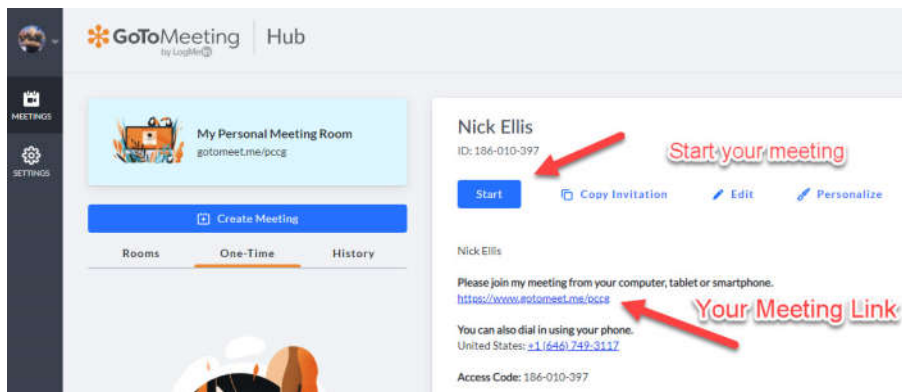 GoToMeeting Hub
by LogMeIn
MEETINGS
SETTINGS
My Personal Meeting Room
gotomeet.me/pccg
Create Meeting
Rooms One-Time History
Nick Ellis
ID: 186-010-397
Start your meeting
Start Copy Invitation Edit Personalize
Nick Ellis
Please join my meeting from your computer, tablet or smartphone.
https://www.gotomeet.me/pccg
Your Meeting Link
You can also dial in using your phone.
United States: +1 (646) 749-3117
Access Code: 186-010-397